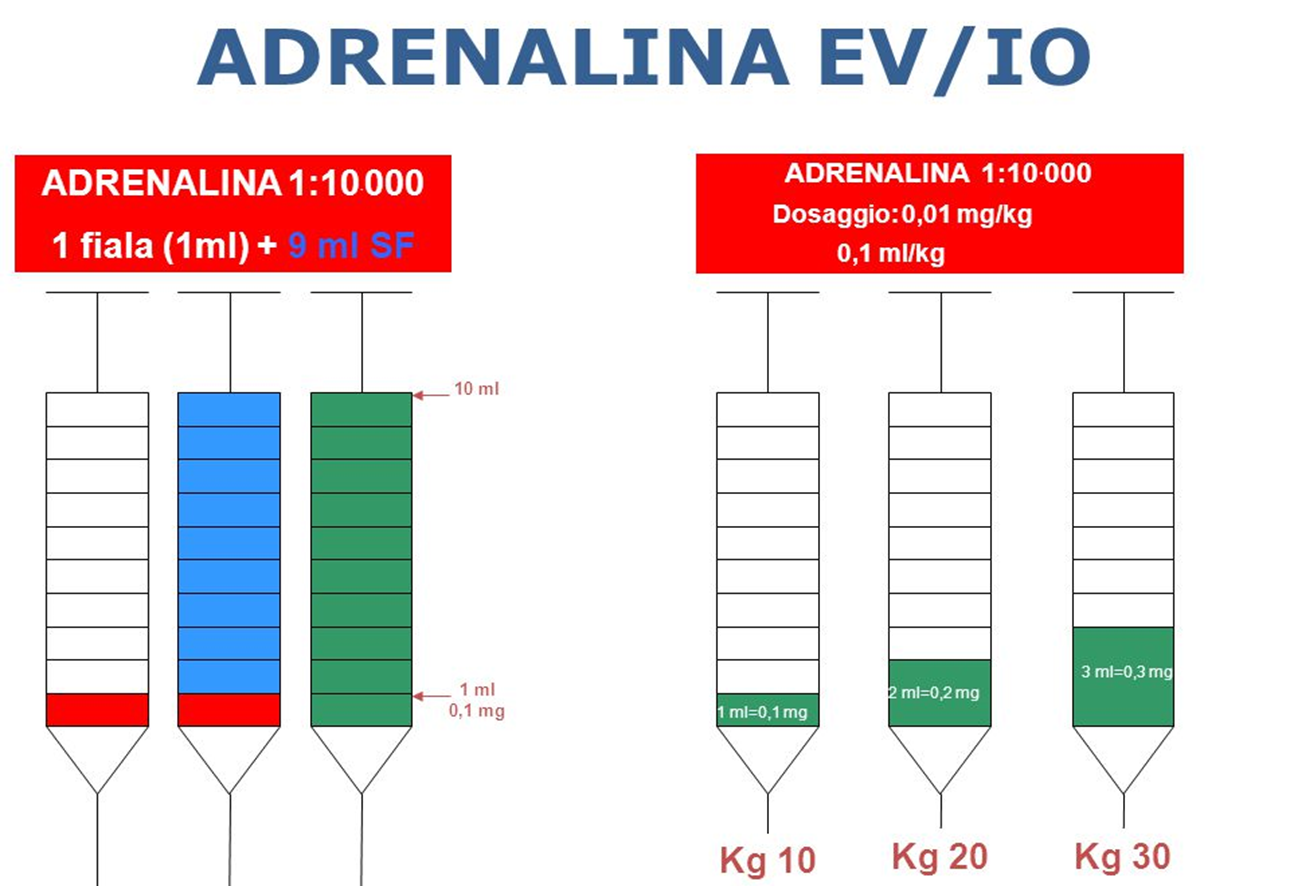 ADRENALINA EV/IO
ADRENALINA 1:10.000
1 fiala (1ml) + 9 ml SF
10 ml
1 ml
0,1 mg
ADRENALINA 1:10·000
Dosaggio: 0,01 mg/kg
0,1 ml/kg
1 ml=0,1 mg
2 ml=0,2 mg
3 ml=0,3 mg
Kg 10
Kg 20
Kg 30